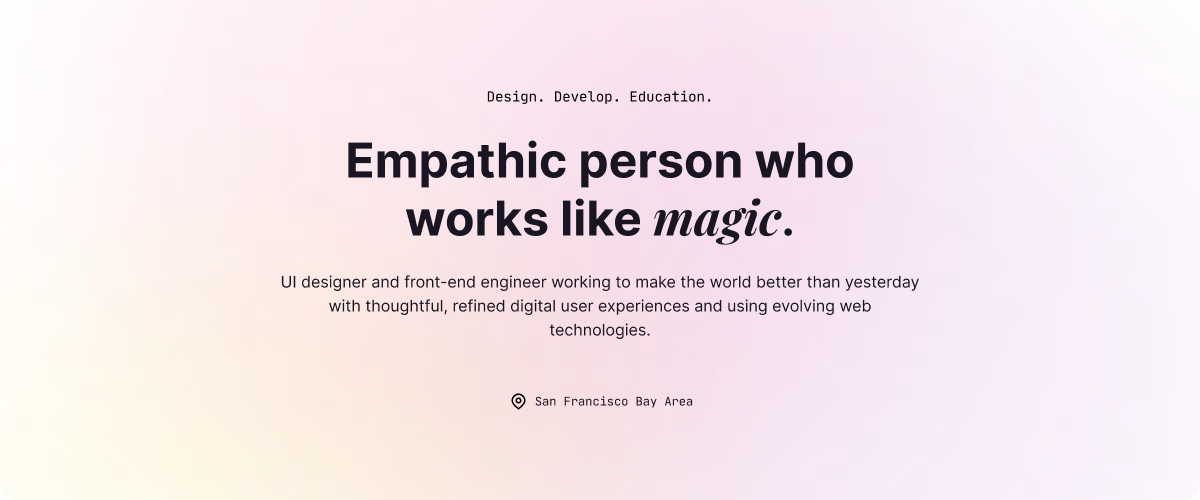 Design. Develop. Education.
Empathic person who
works like magic.
UI designer and front-end engineer working to make the world better than yesterday
with thoughtful, refined digital user experiences and using evolving web
technologies.
San Francisco Bay Area